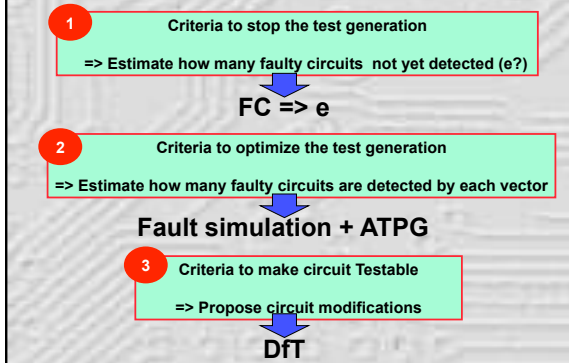 1
Criteria to stop the test generation
=> Estimate how many faulty circuits not yet detected (e?)
FC => e
2
Criteria to optimize the test generation
=> Estimate how many faulty circuits are detected by each vector
Fault simulation + ATPG
3
Criteria to make circuit Testable
=> Propose circuit modifications
DfT